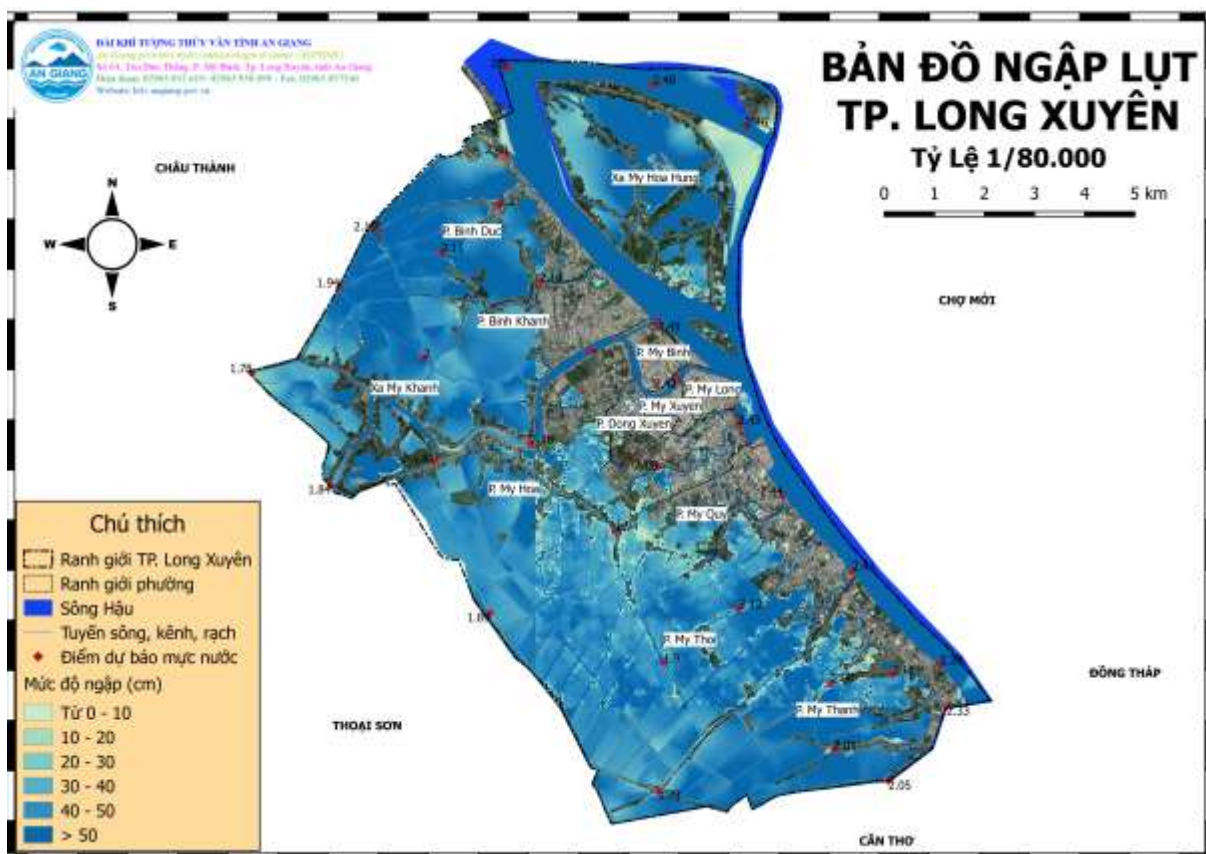 ĐÀI KHÍ TƯỢNG THỦY VĂN TỈNH AN GIANG
AN GIANG
BẢN ĐỒ NGẬP LỤT
TP. LONG XUYÊN
Tỷ Lệ 1/80.000
0 1 2 3 4 5 km
CHÂU THÀNH
N
W E
S
CHỢ MỚI
Xa My Hoa Hung
P. Binh Duc
2.11
1.94
P. Binh Khanh
P. My Binh
1.78
Xa My Khanh
P. My Long
P. My Xuyen
P. Dong Xuyen
P. My Hoa
1.84
P. My Quy
2.12
P. My Thoi
1.9
P. My Thanh
2.33
2.01
2.05
ĐỒNG THÁP
THOẠI SƠN
CẦN THƠ
Chú thích
Ranh giới TP. Long Xuyên
Ranh giới phường
Sông Hậu
Tuyến sông, kênh, rạch
Điểm dự báo mực nước
Mức độ ngập (cm)
Từ 0 - 10
10 - 20
20 - 30
30 - 40
40 - 50
> 50